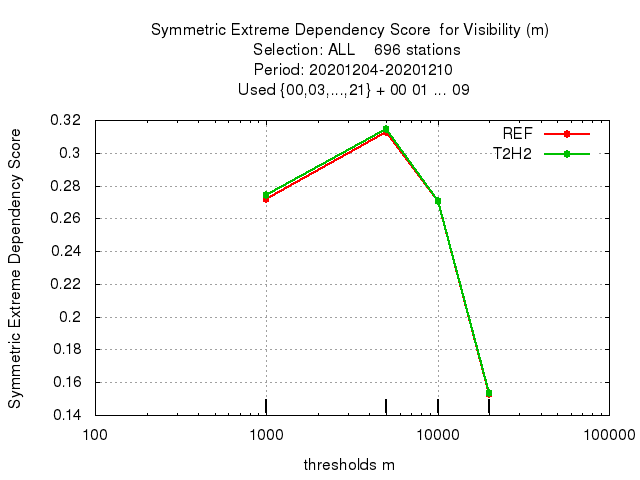 Symmetric Extreme Dependency Score for Visibility (m)
Selection: ALL 696 stations
Period: 20201204-20201210
Used {00,03,...,21} + 00 01 ... 09
Symmetric Extreme Dependency Score
0.32
0.3
0.28
0.26
0.24
0.22
0.2
0.18
0.16
0.14
REF
T2H2
100
1000
10000
100000
thresholds m